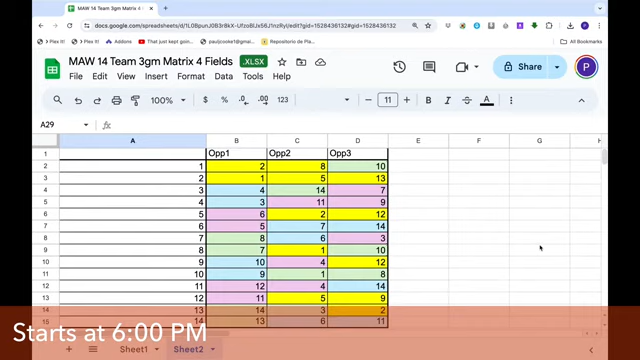 docs.google.com/spreadsheets/d/1L0BpunJ0B3rBkX-UfzoBUx56J1nzRyI/edit?gid=1528436132#gid=1528436132
Plex It! Plex It! Addons That just kept going... pauljcooke1@gmail... Repositorio de Pla...
MAW 14 Team 3gm Matrix 4 Fields .XLSX
Share P
File Edit View Insert Format Data Tools
100% $ % .0 .00 123 11 B I S A
A29 fx
A B C D E F G H
1 Opp1 Opp2 Opp3
2 1 2 8 10
3 2 1 5 13
4 3 4 14 7
5 4 3 11 9
6 5 6 2 12
7 6 5 7 14
8 7 8 6 3
9 8 7 1 10
10 9 10 4 12
11 10 9 1 8
12 11 12 4 14
13 12 11 5 9
14 13 14 3 2
15 14 13 6 11
Starts at 6:00 PM
Sheet1 Sheet2